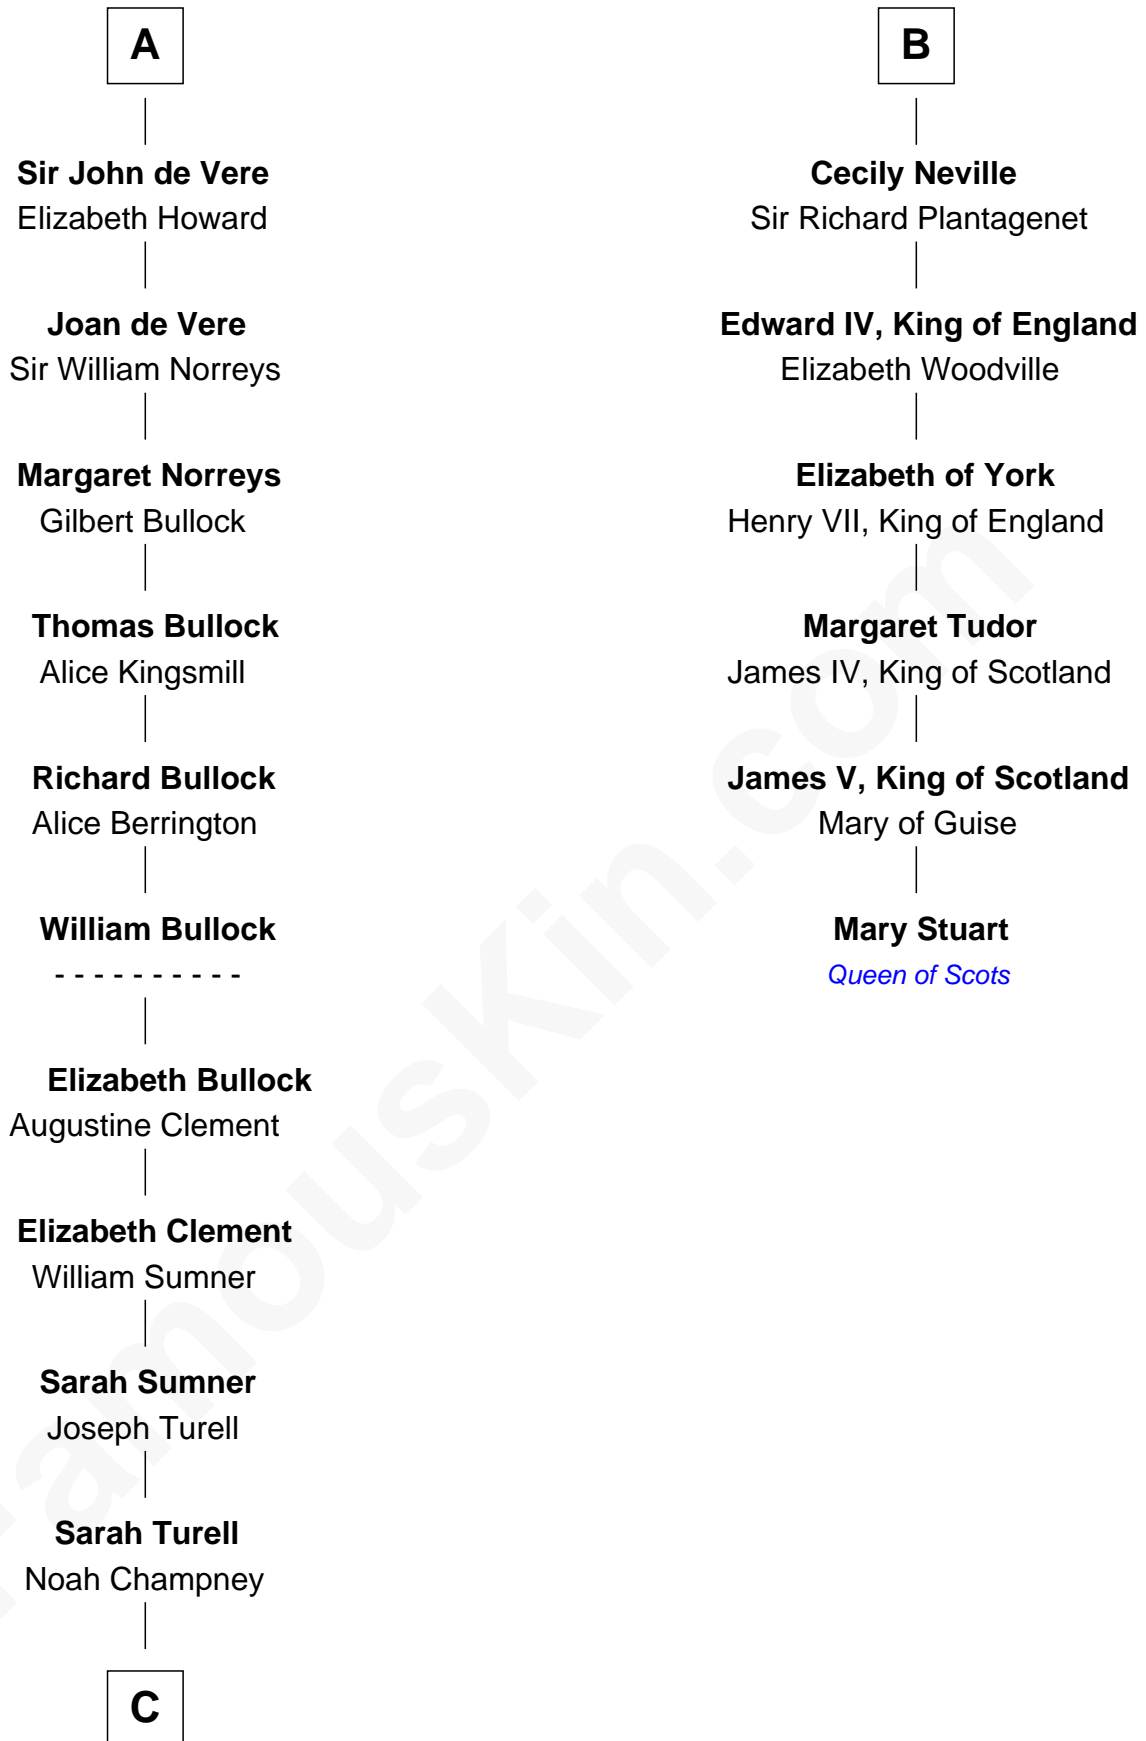 A
Sir John de Vere
Elizabeth Howard
Joan de Vere
Sir William Norreys
Margaret Norreys
Gilbert Bullock
Thomas Bullock
Alice Kingsmill
Richard Bullock
Alice Berrington
William Bullock
- - - - - - - - - -
Elizabeth Bullock
Augustine Clement
Elizabeth Clement
William Sumner
Sarah Sumner
Joseph Turell
Sarah Turell
Noah Champney
C
B
Cecily Neville
Sir Richard Plantagenet
Edward IV, King of England
Elizabeth Woodville
Elizabeth of York
Henry VII, King of England
Margaret Tudor
James IV, King of Scotland
James V, King of Scotland
Mary of Guise
Mary Stuart
Queen of Scots
FamousKin.com